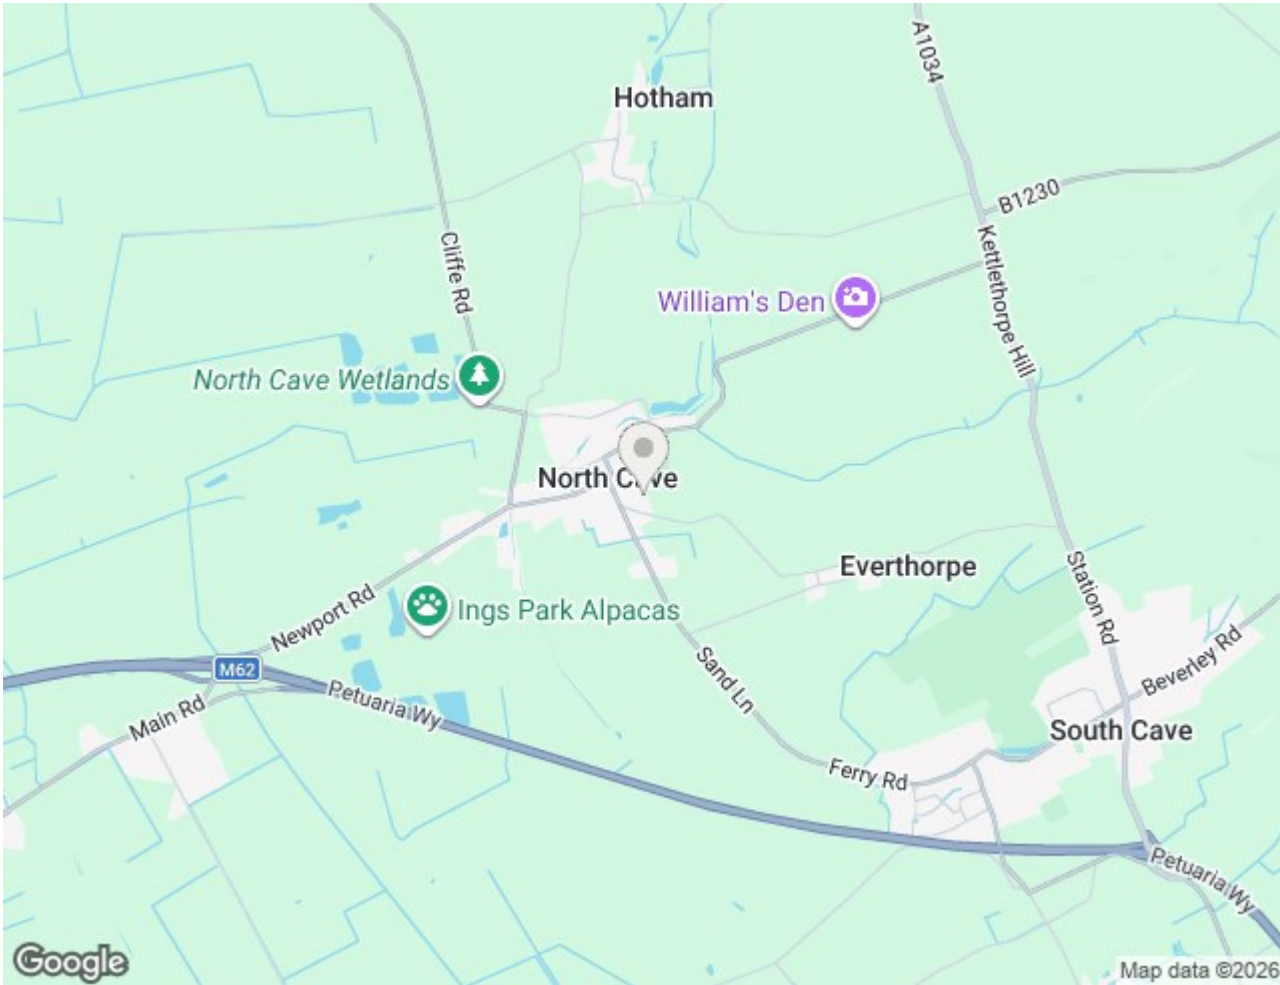 Hotham
A1034
B1230
Cliffe Rd
Kettlethorpe Hill
William's Den
North Cave Wetlands
North Cave
Everthorpe
Station Rd
Newport Rd
Ings Park Alpacas
Beverley Rd
M62
Petuaria Wy
Sand Ln
Main Rd
South Cave
Ferry Rd
Petuaria Wy
Google
Map data ©2026